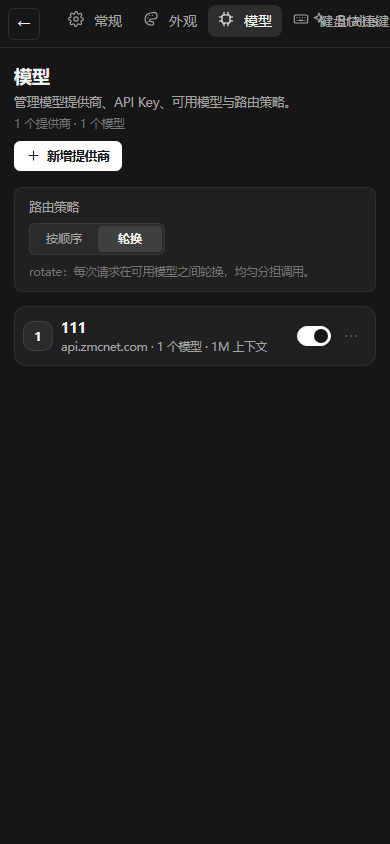 ← 常规 外观 模型
模型
管理模型提供商、API Key、可用模型与路由策略。
1 个提供商 · 1 个模型
+ 新增提供商
路由策略
按顺序 轮换
rotate：每次请求在可用模型之间轮换，均匀分担调用。
1 111
api.zmcnet.com · 1 个模型 · 1M 上下文
···